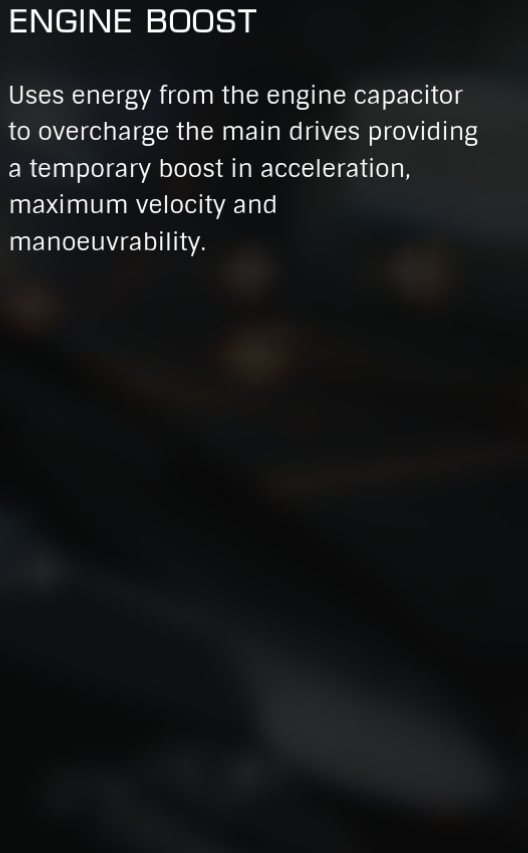 ENGINE BOOST
Uses energy from the engine capacitor
to overcharge the main drives providing
a temporary boost in acceleration,
maximum velocity and
manoeuvrability.